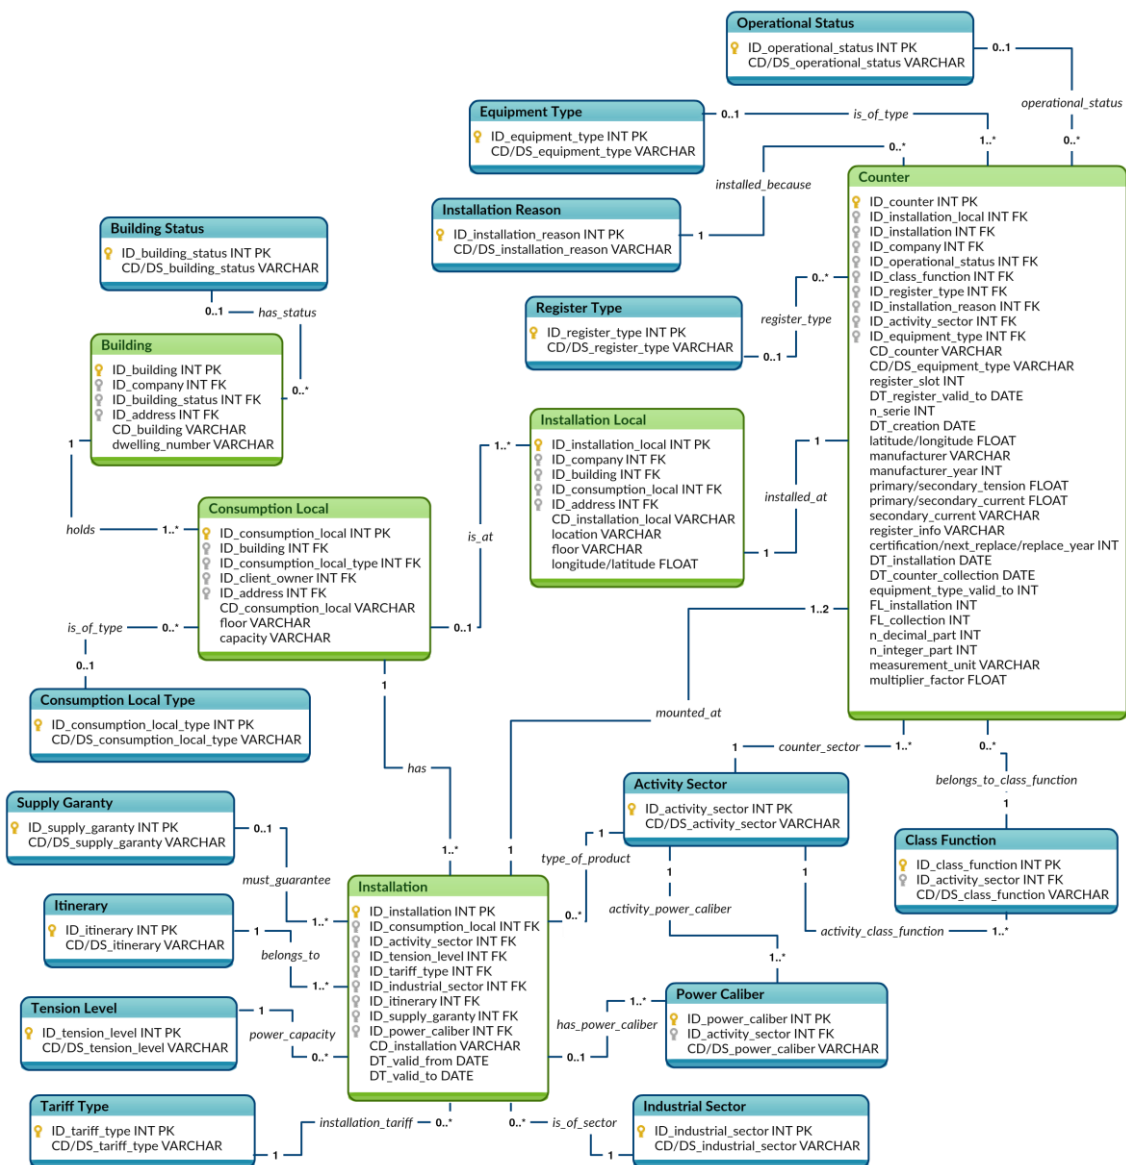 Operational Status
ID_operational_status INT PK
CD/DS_operational_status VARCHAR
0..1
operational_status
0..*
Equipment Type
ID_equipment_type INT PK
CD/DS_equipment_type VARCHAR
0..1
is_of_type
1..*
Installation Reason
ID_installation_reason INT PK
CD/DS_installation_reason VARCHAR
1
installed_because
0..*
Counter
ID_counter INT PK
ID_installation_local INT FK
ID_installation INT FK
ID_company INT FK
ID_operational_status INT FK
ID_class_function INT FK
ID_register_type INT FK
ID_installation_reason INT FK
ID_activity_sector INT FK
ID_equipment_type INT FK
CD_counter VARCHAR
CD/DS_equipment_type VARCHAR
register_slot INT
DT_register_valid_to DATE
n_serie INT
DT_creation DATE
latitude/longitude FLOAT
manufacturer VARCHAR
manufacturer_year INT
primary/secondary_tension FLOAT
primary/secondary_current FLOAT
secondary_current VARCHAR
register_info VARCHAR
certification/next_replace/replace_year INT
DT_installation DATE
DT_counter_collection DATE
equipment_type_valid_to INT
FL_installation INT
FL_collection INT
n_decimal_part INT
n_integer_part INT
measurement_unit VARCHAR
multiplier_factor FLOAT
Building Status
ID_building_status INT PK
CD/DS_building_status VARCHAR
0..1
has_status
0..*
Register Type
ID_register_type INT PK
CD/DS_register_type VARCHAR
0..1
register_type
0..*
Building
ID_building INT PK
ID_company INT FK
ID_building_status INT FK
ID_address INT FK
CD_building VARCHAR
dwelling_number VARCHAR
1
holds
1..*
Installation Local
ID_installation_local INT PK
ID_company INT FK
ID_building INT FK
ID_consumption_local INT FK
ID_address INT FK
CD_installation_local VARCHAR
location VARCHAR
floor VARCHAR
longitude/latitude FLOAT
1
installed_at
1
Consumption Local
ID_consumption_local INT PK
ID_building INT FK
ID_consumption_local_type INT FK
ID_client_owner INT FK
ID_address INT FK
CD_consumption_local VARCHAR
floor VARCHAR
capacity VARCHAR
0..1
is_at
1..*
0..*
is_of_type
0..1
Consumption Local Type
ID_consumption_local_type INT PK
CD/DS_consumption_local_type VARCHAR
1
has
1..*
1..2
mounted_at
1
1
counter_sector
1..*
0..*
belongs_to_class_function
1
Activity Sector
ID_activity_sector INT PK
CD/DS_activity_sector VARCHAR
Supply Garanty
ID_supply_garanty INT PK
CD/DS_supply_garanty VARCHAR
0..1
must_guarantee
1..*
1
type_of_product
0..*
Class Function
ID_class_function INT PK
ID_activity_sector INT FK
CD/DS_class_function VARCHAR
1
activity_power_caliber
1..*
1
activity_class_function
1..*
Itinerary
ID_itinerary INT PK
CD/DS_itinerary VARCHAR
1
belongs_to
1..*
Installation
ID_installation INT PK
ID_consumption_local INT FK
ID_activity_sector INT FK
ID_tension_level INT FK
ID_tariff_type INT FK
ID_industrial_sector INT FK
ID_itinerary INT FK
ID_supply_garanty INT FK
ID_power_caliber INT FK
CD_installation VARCHAR
DT_valid_from DATE
DT_valid_to DATE
Tension Level
ID_tension_level INT PK
CD/DS_tension_level VARCHAR
1
power_capacity
0..*
1..*
has_power_caliber
0..1
Power Caliber
ID_power_caliber INT PK
ID_activity_sector INT FK
CD/DS_power_caliber VARCHAR
Tariff Type
ID_tariff_type INT PK
CD/DS_tariff_type VARCHAR
1
installation_tariff
0..*
0..*
is_of_sector
1
Industrial Sector
ID_industrial_sector INT PK
CD/DS_industrial_sector VARCHAR